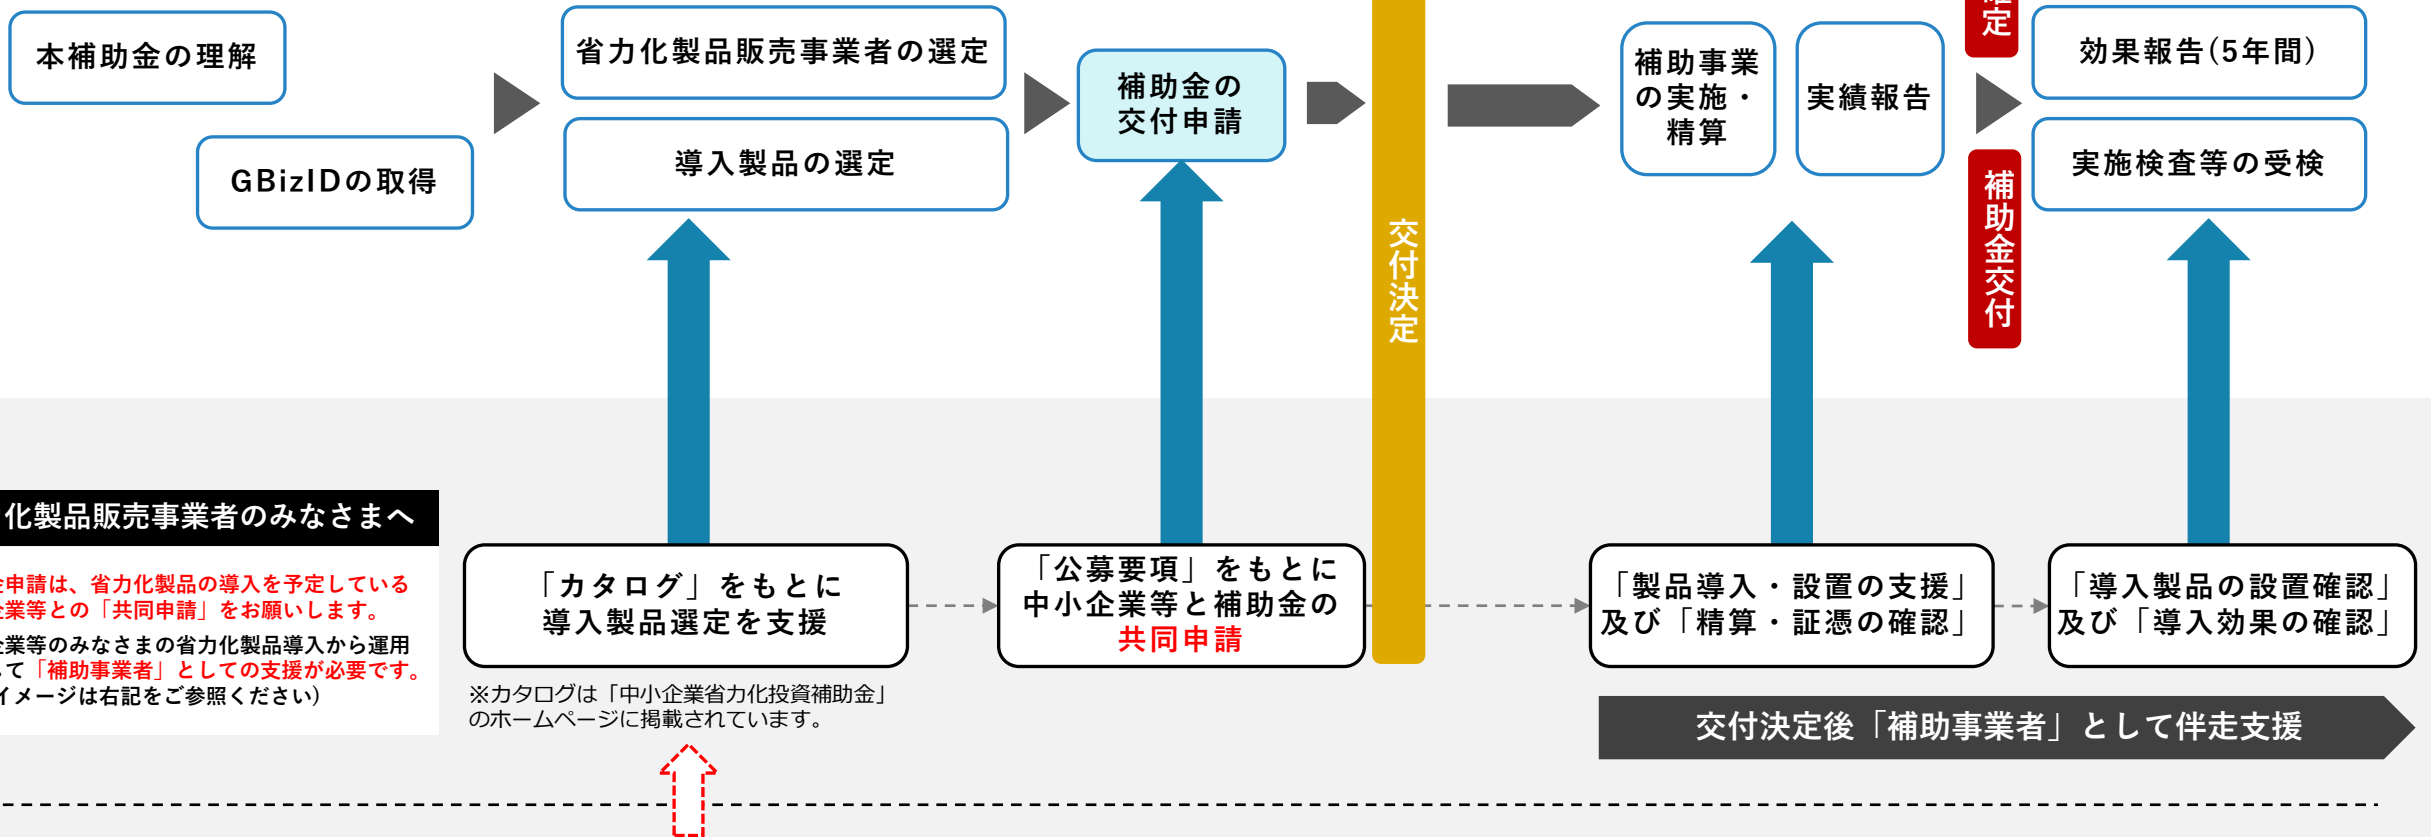 本補助金の理解
GBizIDの取得
省力化製品販売事業者の選定
導入製品の選定
補助金の
交付申請
交付決定
補助事業
の実施・
精算
実績報告
定
補助金交付
効果報告(5年間)
実施検査等の受検
化製品販売事業者のみなさまへ
申請は、省力化製品の導入を予定している
企業等との「共同申請」をお願いします。
企業等のみなさまの省力化製品導入から運用
して「補助事業者」としての支援が必要です。
イメージは右記をご参照ください)
「カタログ」をもとに
導入製品選定を支援
※カタログは「中小企業省力化投資補助金」
のホームページに掲載されています。
「公募要項」をもとに
中小企業等と補助金の
共同申請
「製品導入・設置の支援」
及び「精算・証憑の確認」
「導入製品の設置確認」
及び「導入効果の確認」
交付決定後「補助事業者」として伴走支援